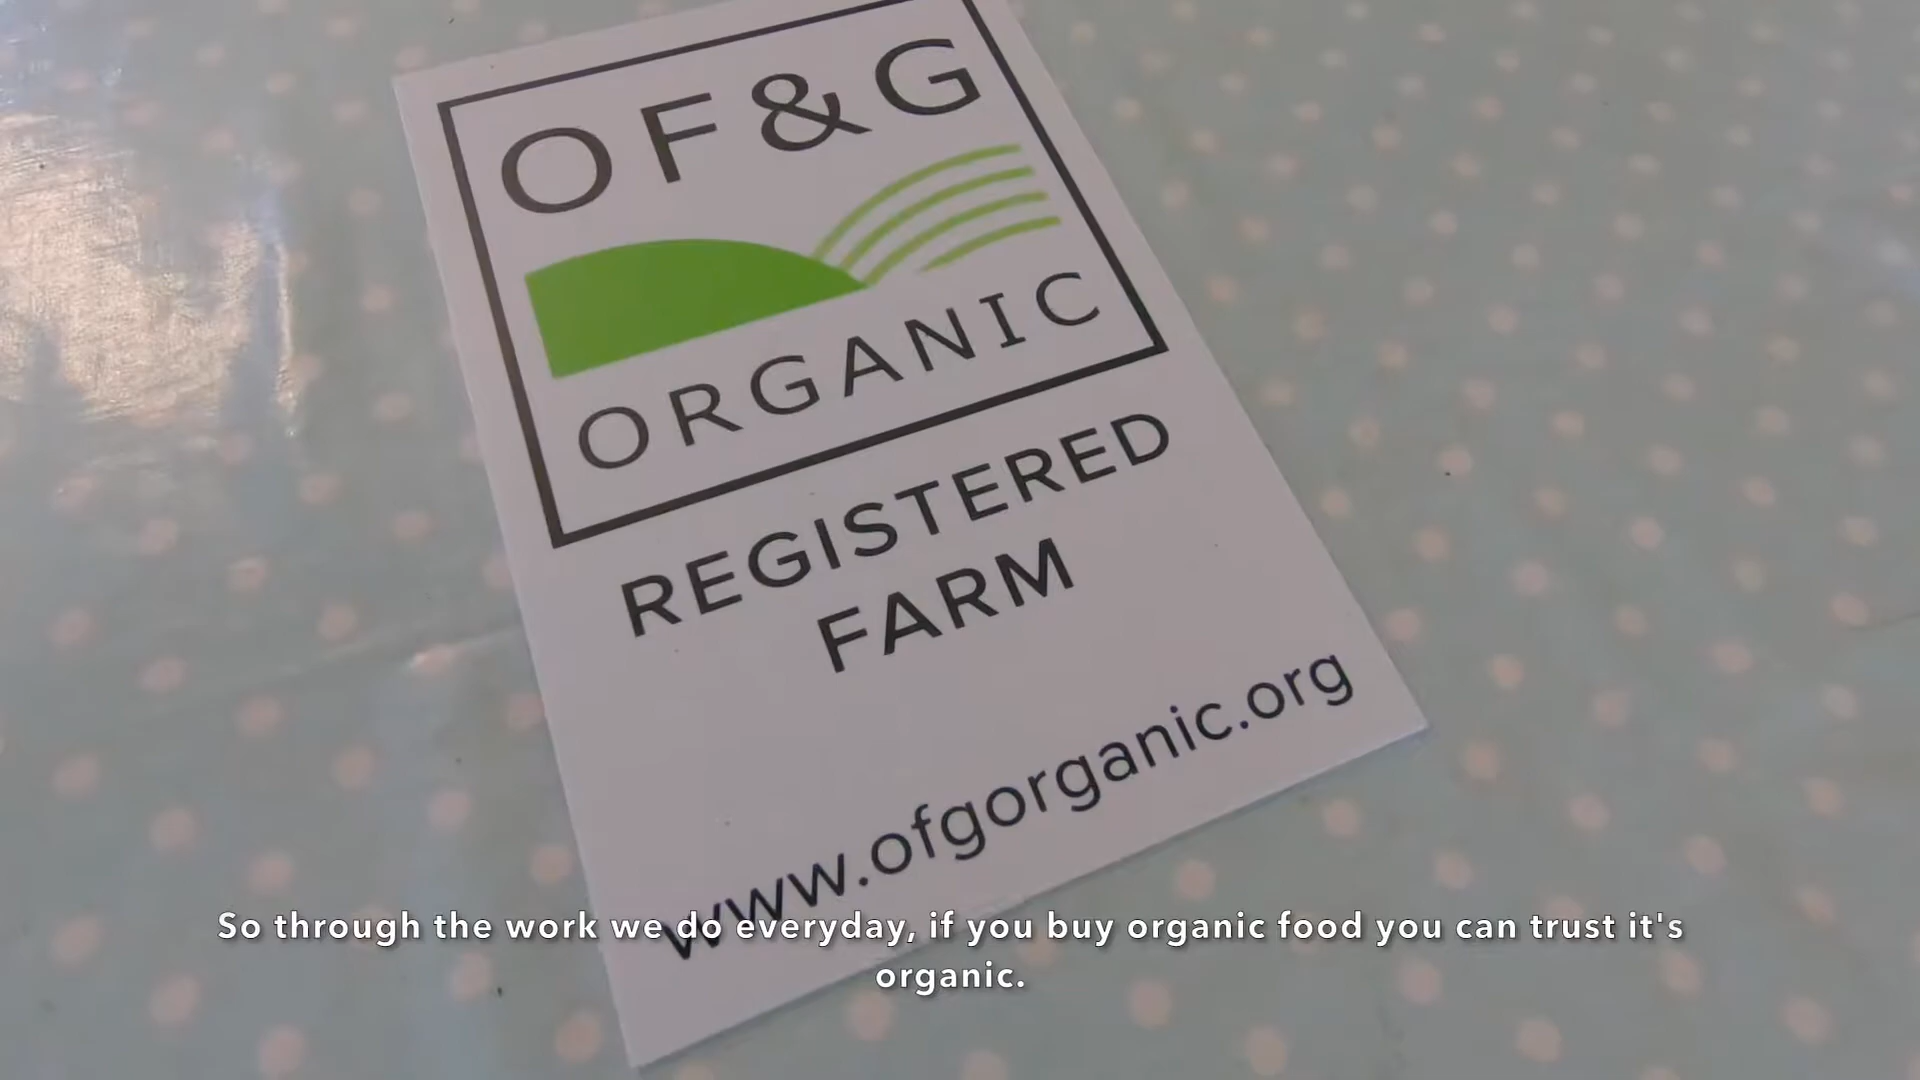 OF&G
ORGANIC
REGISTERED
FARM
www.ofgorganic.org
So through the work we do everyday, if you buy organic food you can trust it's
organic.